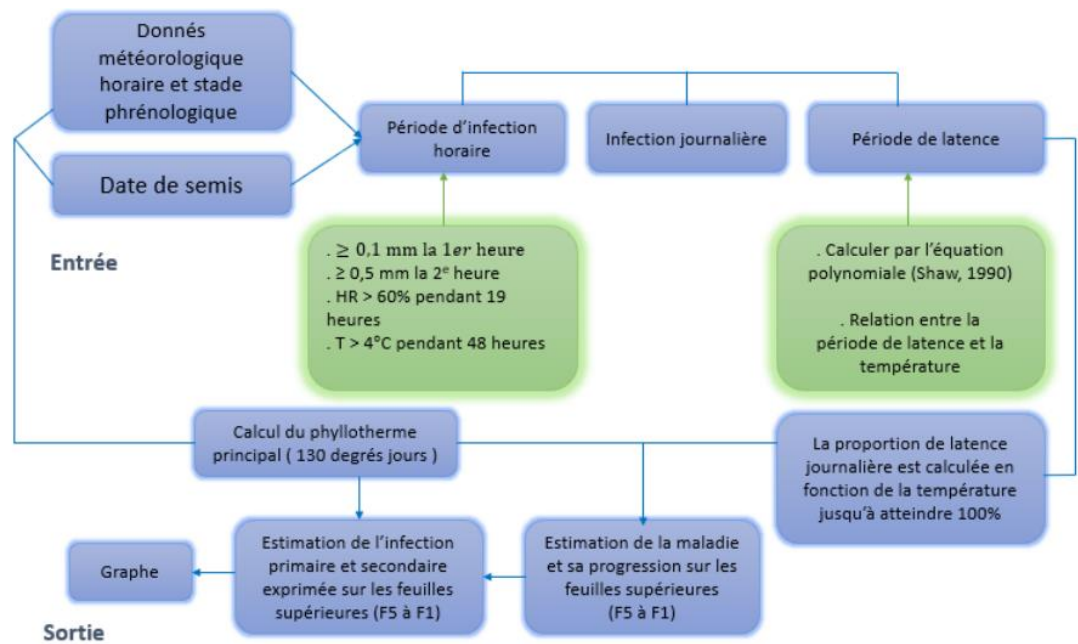 Donnés
météorologique
horaire et stade
phrénologique
Date de semis
Entrée
Période d'infection
horaire
Infection journalière
Période de latence
. ≥ 0,1 mm la 1er heure
. ≥ 0,5 mm la 2e heure
. HR > 60% pendant 19
heures
. T > 4°C pendant 48 heures
. Calculer par l'équation
polynomiale (Shaw, 1990)
. Relation entre la
période de latence et la
température
Calcul du phyllotherme
principal ( 130 degrés jours )
La proportion de latence
journalière est calculée en
fonction de la température
jusqu'à atteindre 100%
Graphe
Estimation de l'infection
primaire et secondaire
exprimée sur les feuilles
supérieures (F5 à F1)
Estimation de la maladie
et sa progression sur les
feuilles supérieures
(F5 à F1)
Sortie